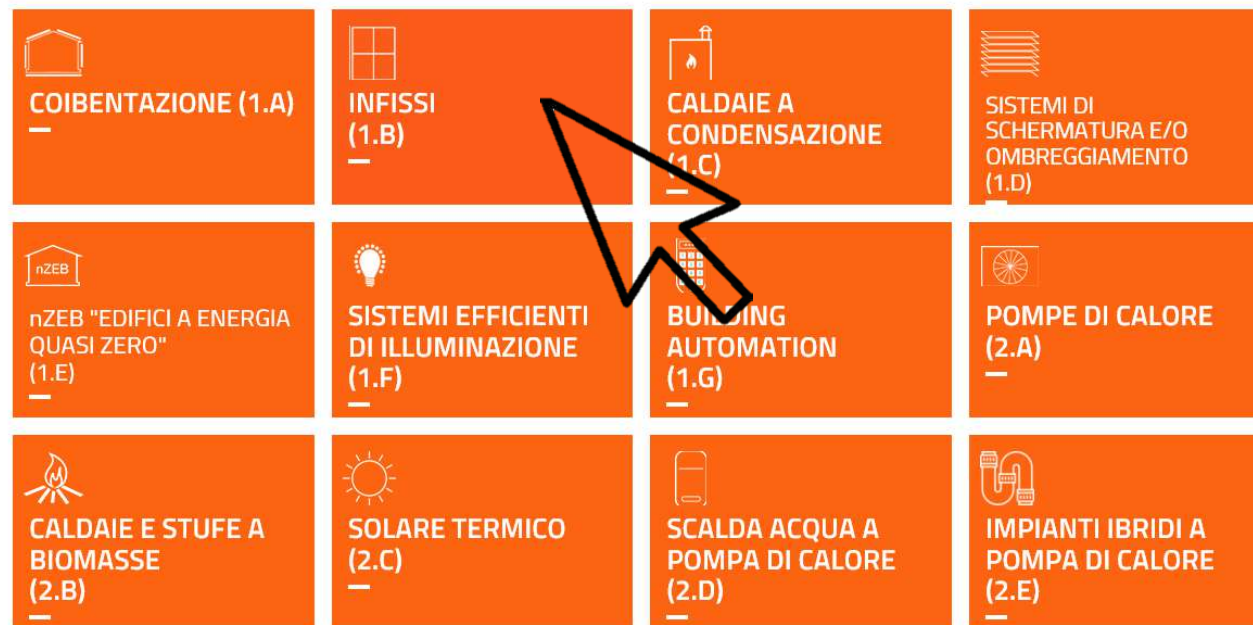 COIBENTAZIONE (1.A)
INFISSI
(1.B)
CALDAIE A
CONDENSAZIONE
(1.C)
SISTEMI DI
SCHERMATURA E/O
OMBREGGIAMENTO
(1.D)
nZEB
nZEB "EDIFICI A ENERGIA
QUASI ZERO"
(1.E)
SISTEMI EFFICIENTI
DI ILLUMINAZIONE
(1.F)
BUILDING
AUTOMATION
(1.G)
POMPE DI CALORE
(2.A)
CALDAIE E STUFE A
BIOMASSE
(2.B)
SOLARE TERMICO
(2.C)
SCALDA ACQUA A
POMPA DI CALORE
(2.D)
IMPIANTI IBRIDI A
POMPA DI CALORE
(2.E)